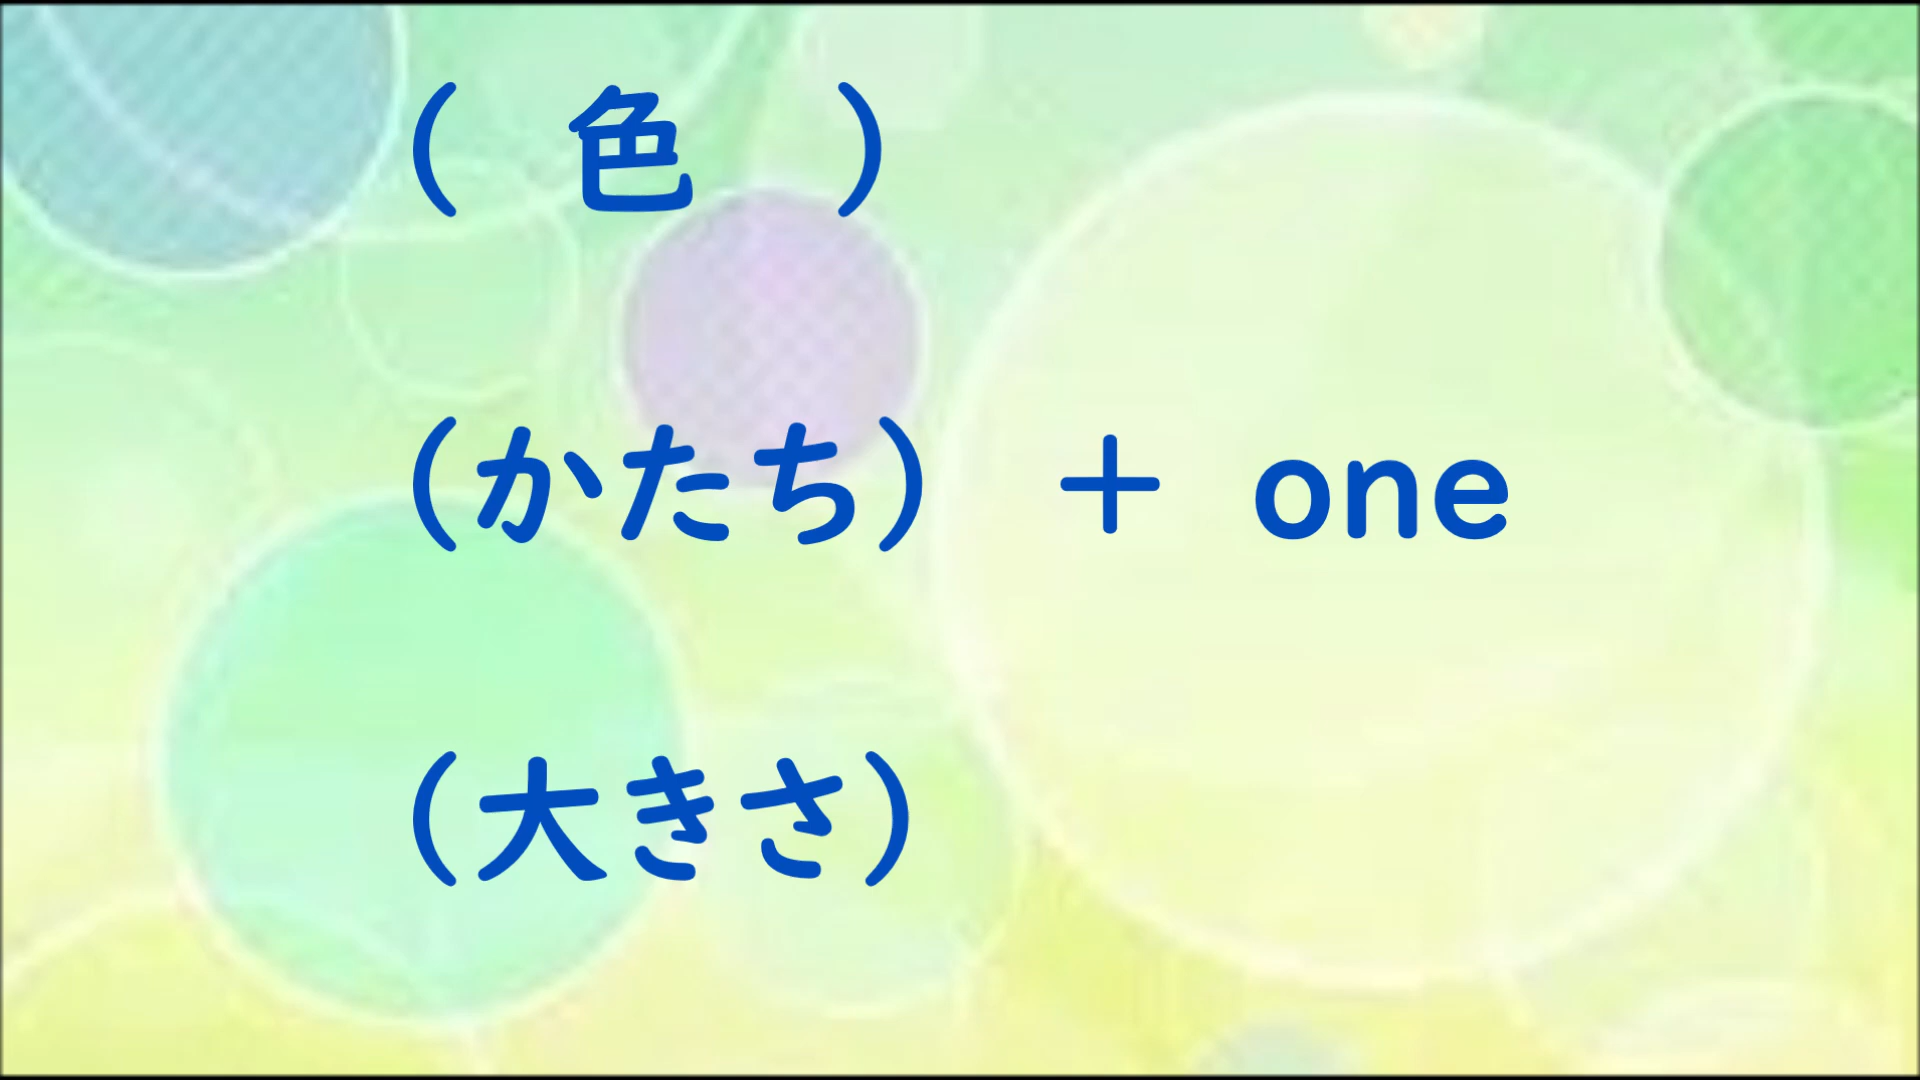 (　色　)
(かたち) + one
(大きさ)